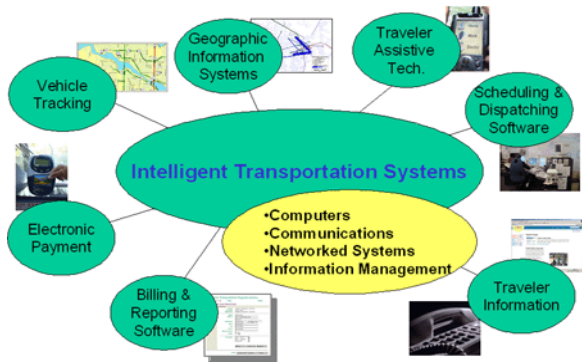 Geographic
Information
Systems
Traveler
Assistive
Tech.
Vehicle
Tracking
Scheduling &
Dispatching
Software
Intelligent Transportation Systems
•Computers
•Communications
•Networked Systems
•Information Management
Electronic
Payment
Billing &
Reporting
Software
Traveler
Information